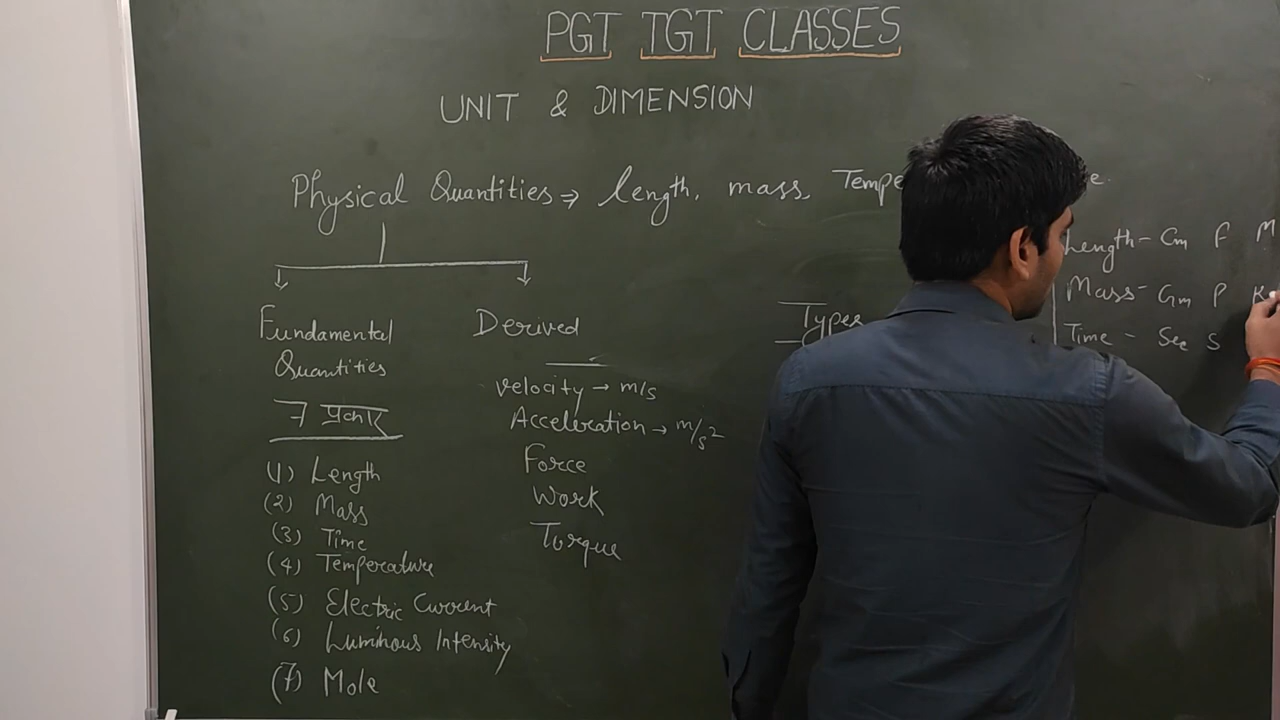 PGT TGT CLASSES
UNIT & DIMENSION
Physical Quantities ⇒ length, mass, Tempe e.
Fundamental
Quantities
7 प्रकार
(1) Length
(2) Mass
(3) Time
(4) Temperature
(5) Electric Current
(6) Luminous Intensity
(7) Mole
Derived
velocity → m/s
Acceleration → m/s²
Force
Work
Torque
Types
Length - Cm F M
Mass - Gm P K
Time - Sec S